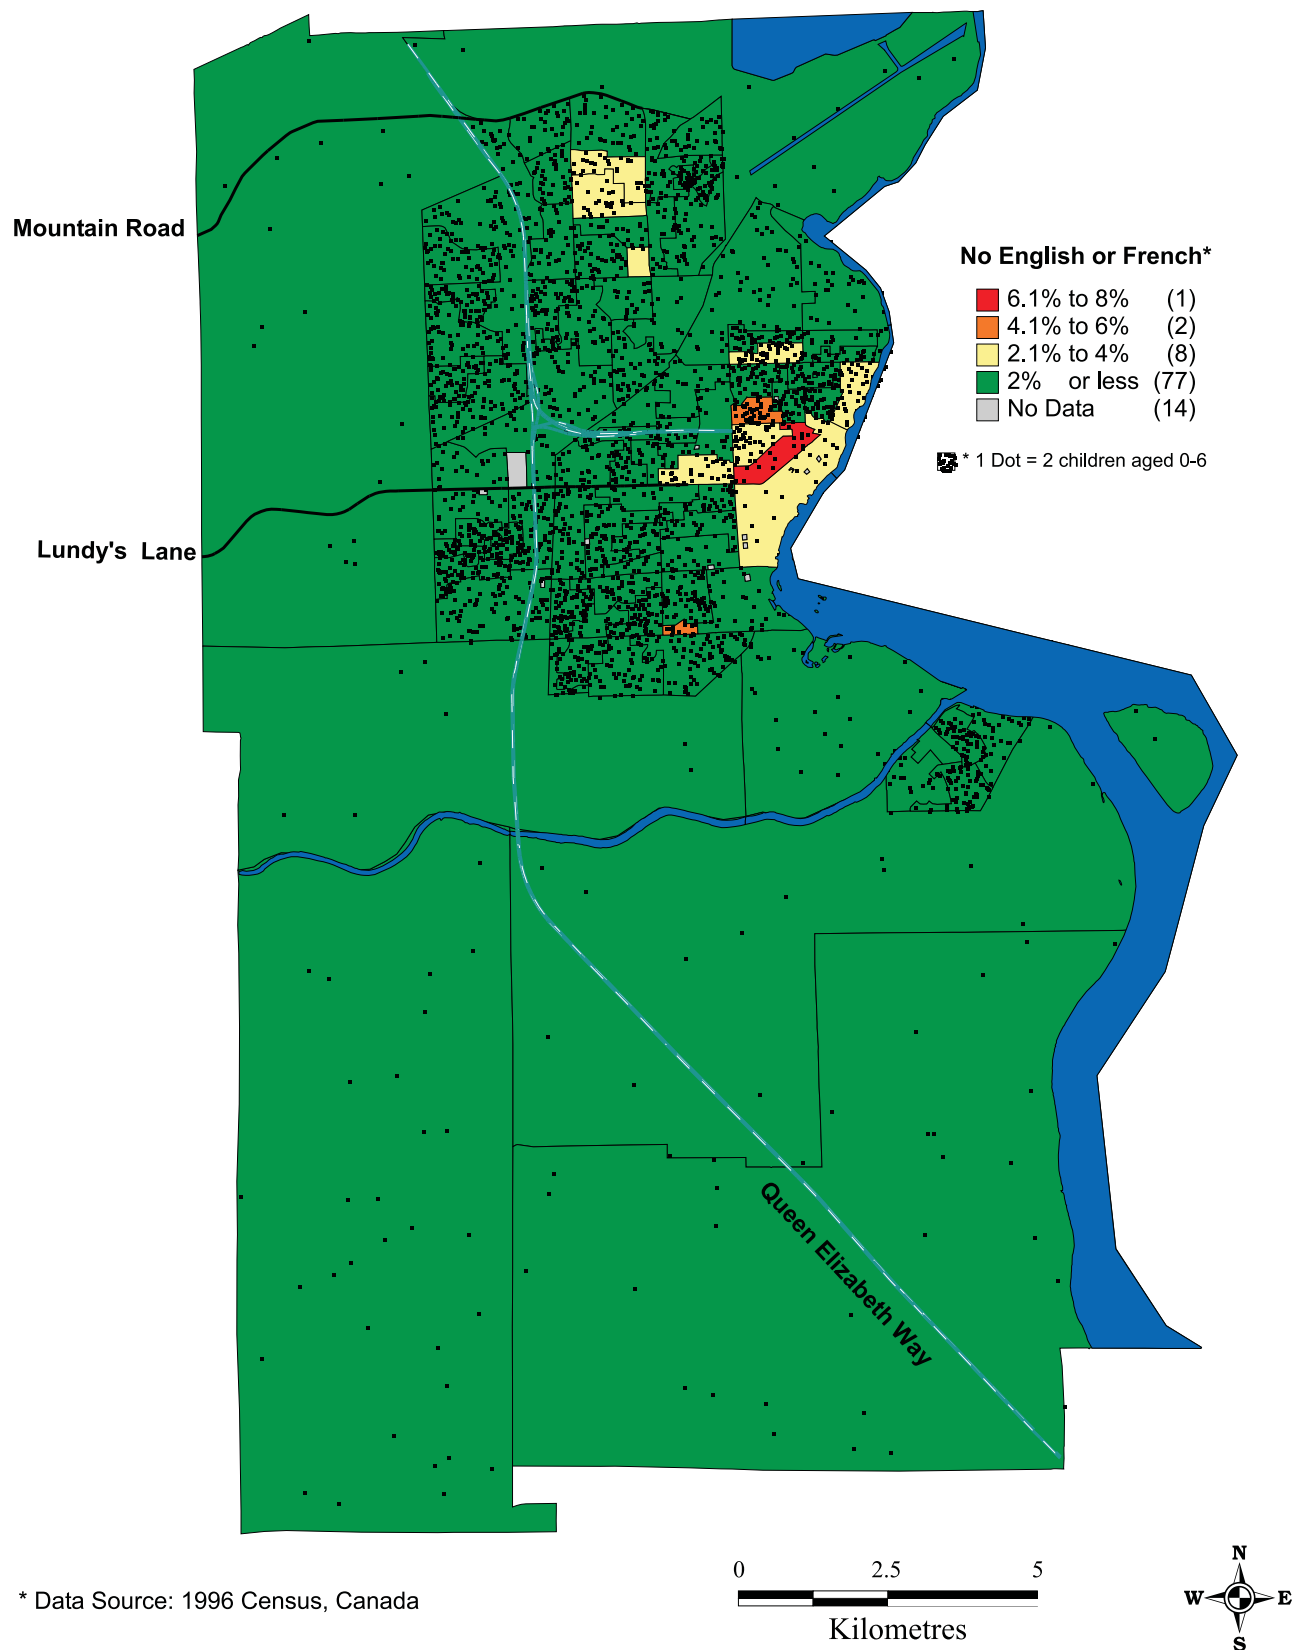 Mountain Road
No English or French*
6.1% to 8% (1)
4.1% to 6% (2)
2.1% to 4% (8)
2% or less (77)
No Data (14)
* 1 Dot = 2 children aged 0-6
Lundy's Lane
Queen Elizabeth Way
0 2.5 5
Kilometres
* Data Source: 1996 Census, Canada
N
W E
S